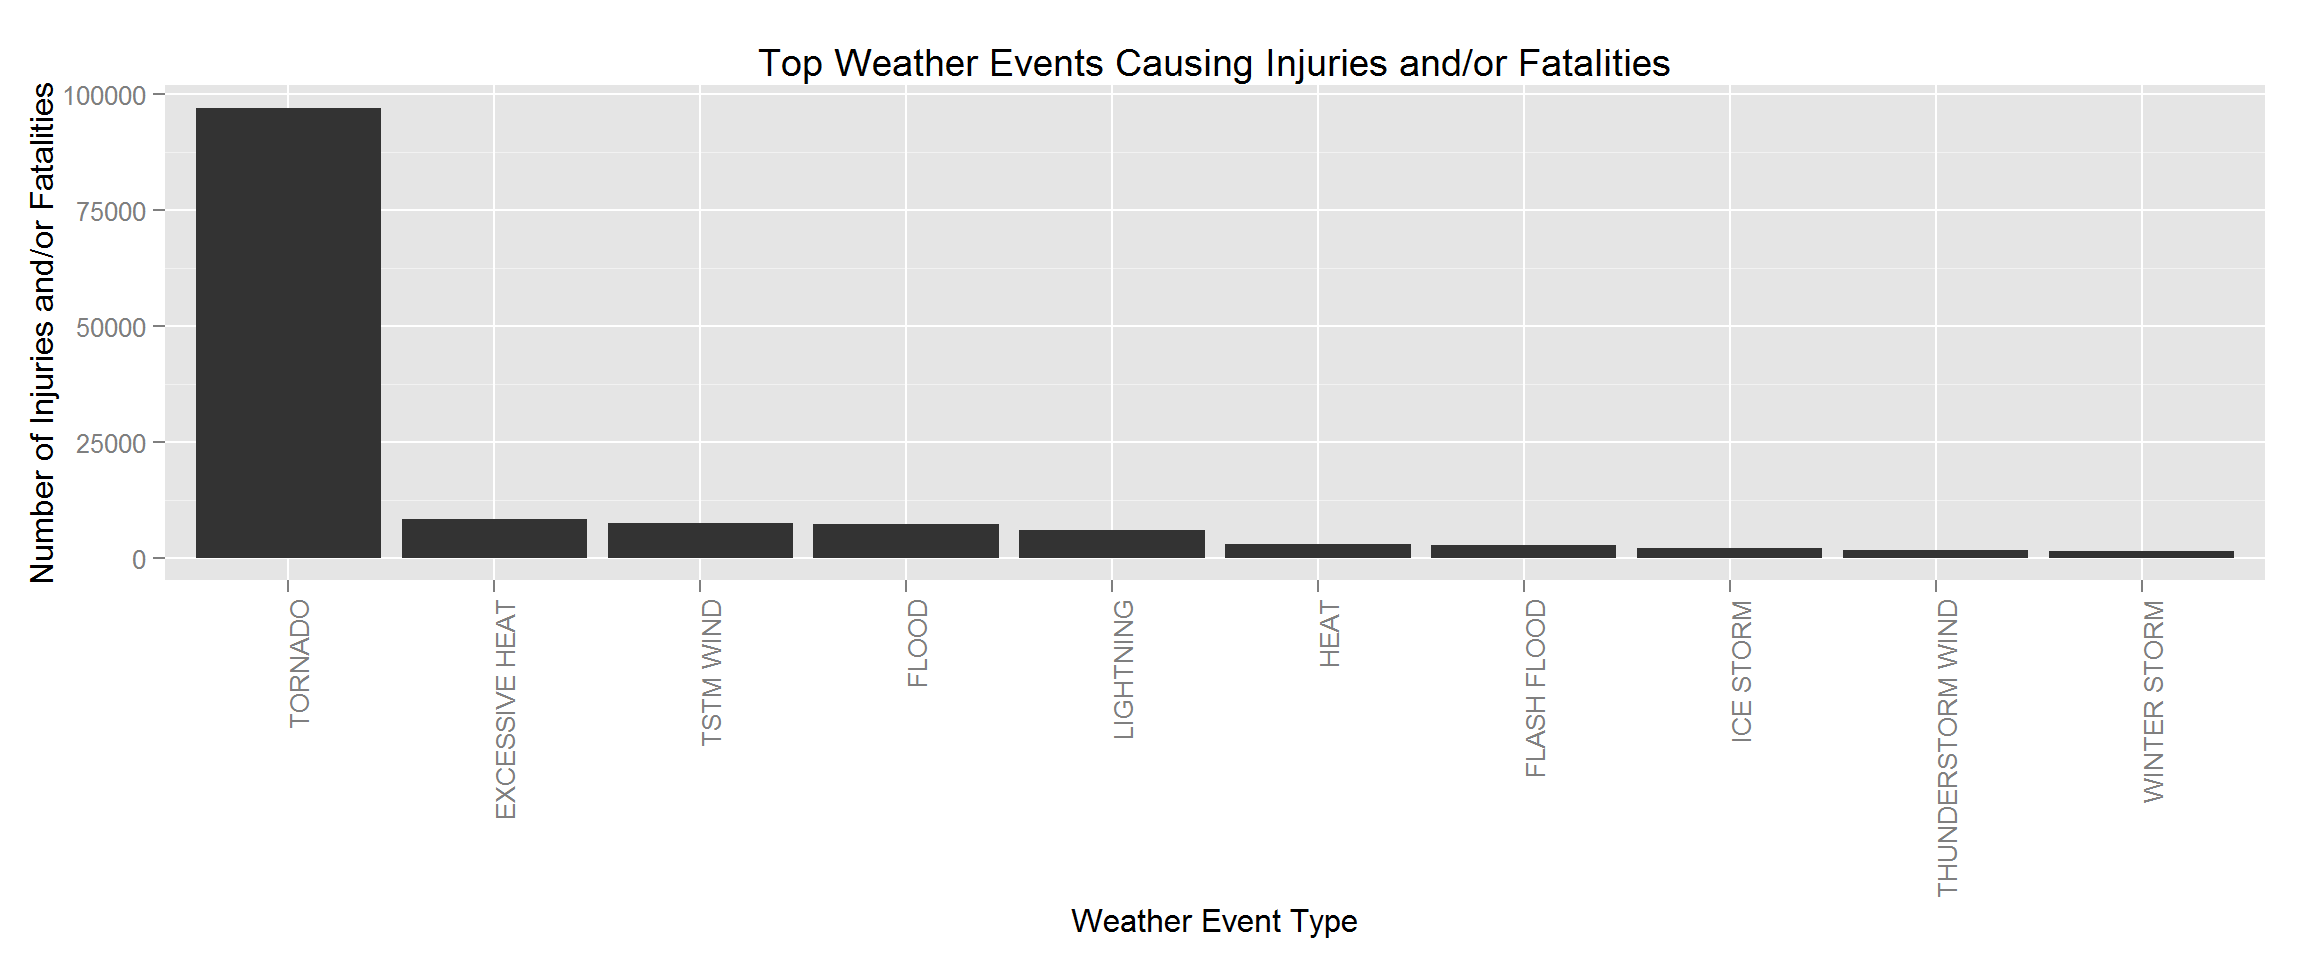 Top Weather Events Causing Injuries and/or Fatalities
Number of Injuries and/or Fatalities
100000
75000
50000
25000
0
TORNADO
EXCESSIVE HEAT
TSTM WIND
FLOOD
LIGHTNING
HEAT
FLASH FLOOD
ICE STORM
THUNDERSTORM WIND
WINTER STORM
Weather Event Type